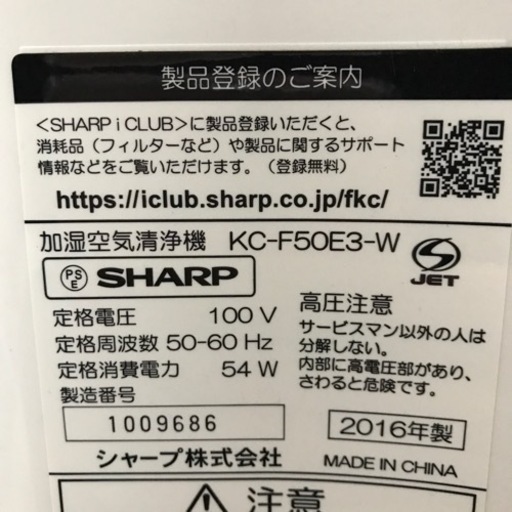 製品登録のご案内
<SHARP i CLUB>に製品登録いただくと、
消耗品（フィルターなど）や製品に関するサポート
情報などをご覧いただけます。（登録無料）
https://iclub.sharp.co.jp/fkc/
加湿空気清浄機 KC-F50E3-W
PSE SHARP
JET
定格電圧 100 V
定格周波数 50-60 Hz
定格消費電力 54 W
製造番号
1009686
シャープ株式会社
高圧注意
サービスマン以外の人は
分解しない。
内部に高電圧部があり、
さわると危険です。
2016年製
MADE IN CHINA
注意